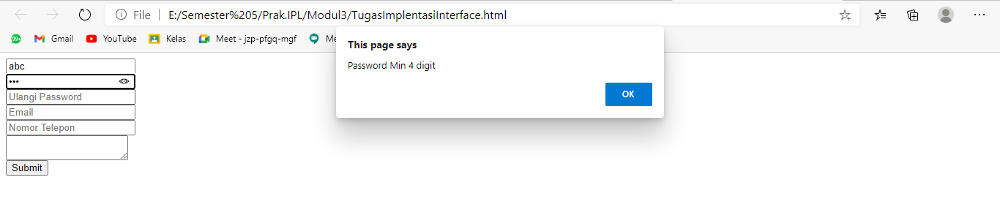 File | E:/Semester%205/Prak.IPL/Modul3/TugasImplentasiInterface.html
99+ Gmail YouTube Kelas Meet - jzp-pfgq-mgf Me
This page says
Password Min 4 digit
OK
abc
•••
Ulangi Password
Email
Nomor Telepon
Submit